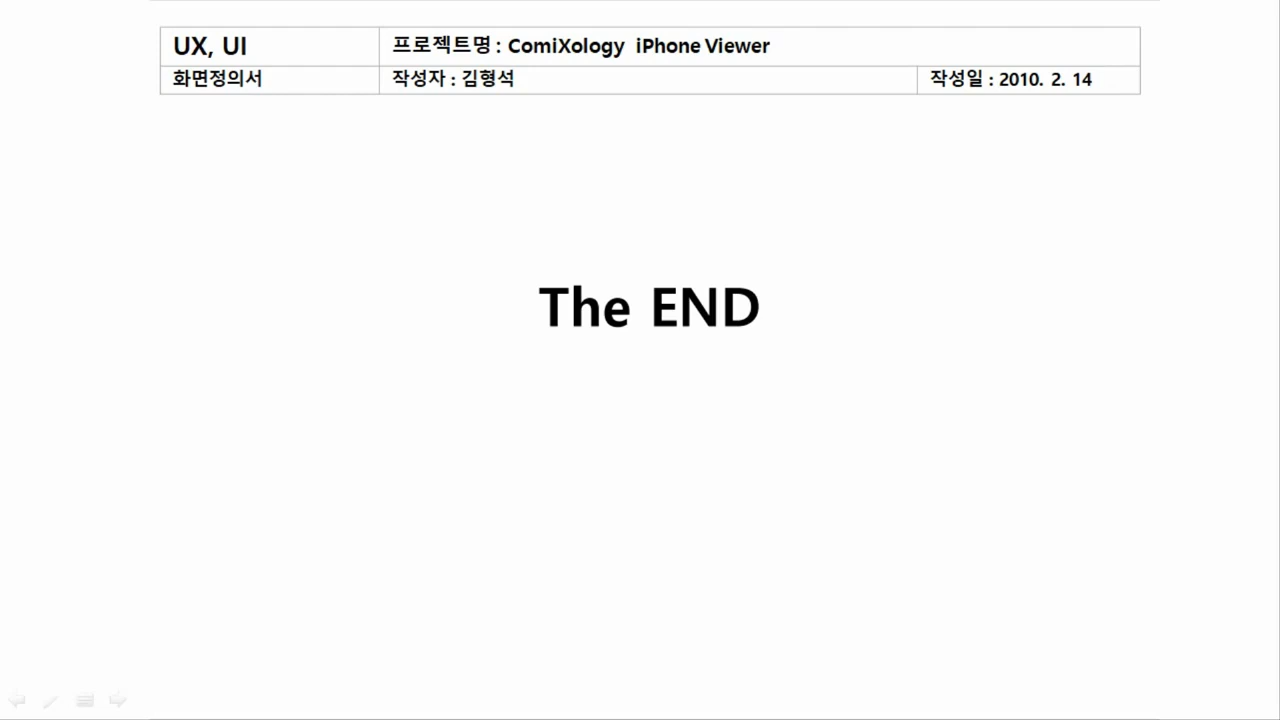 UX, UI 프로젝트명 : ComiXology iPhone Viewer
화면정의서 작성자 : 김형석 작성일 : 2010. 2. 14
The END